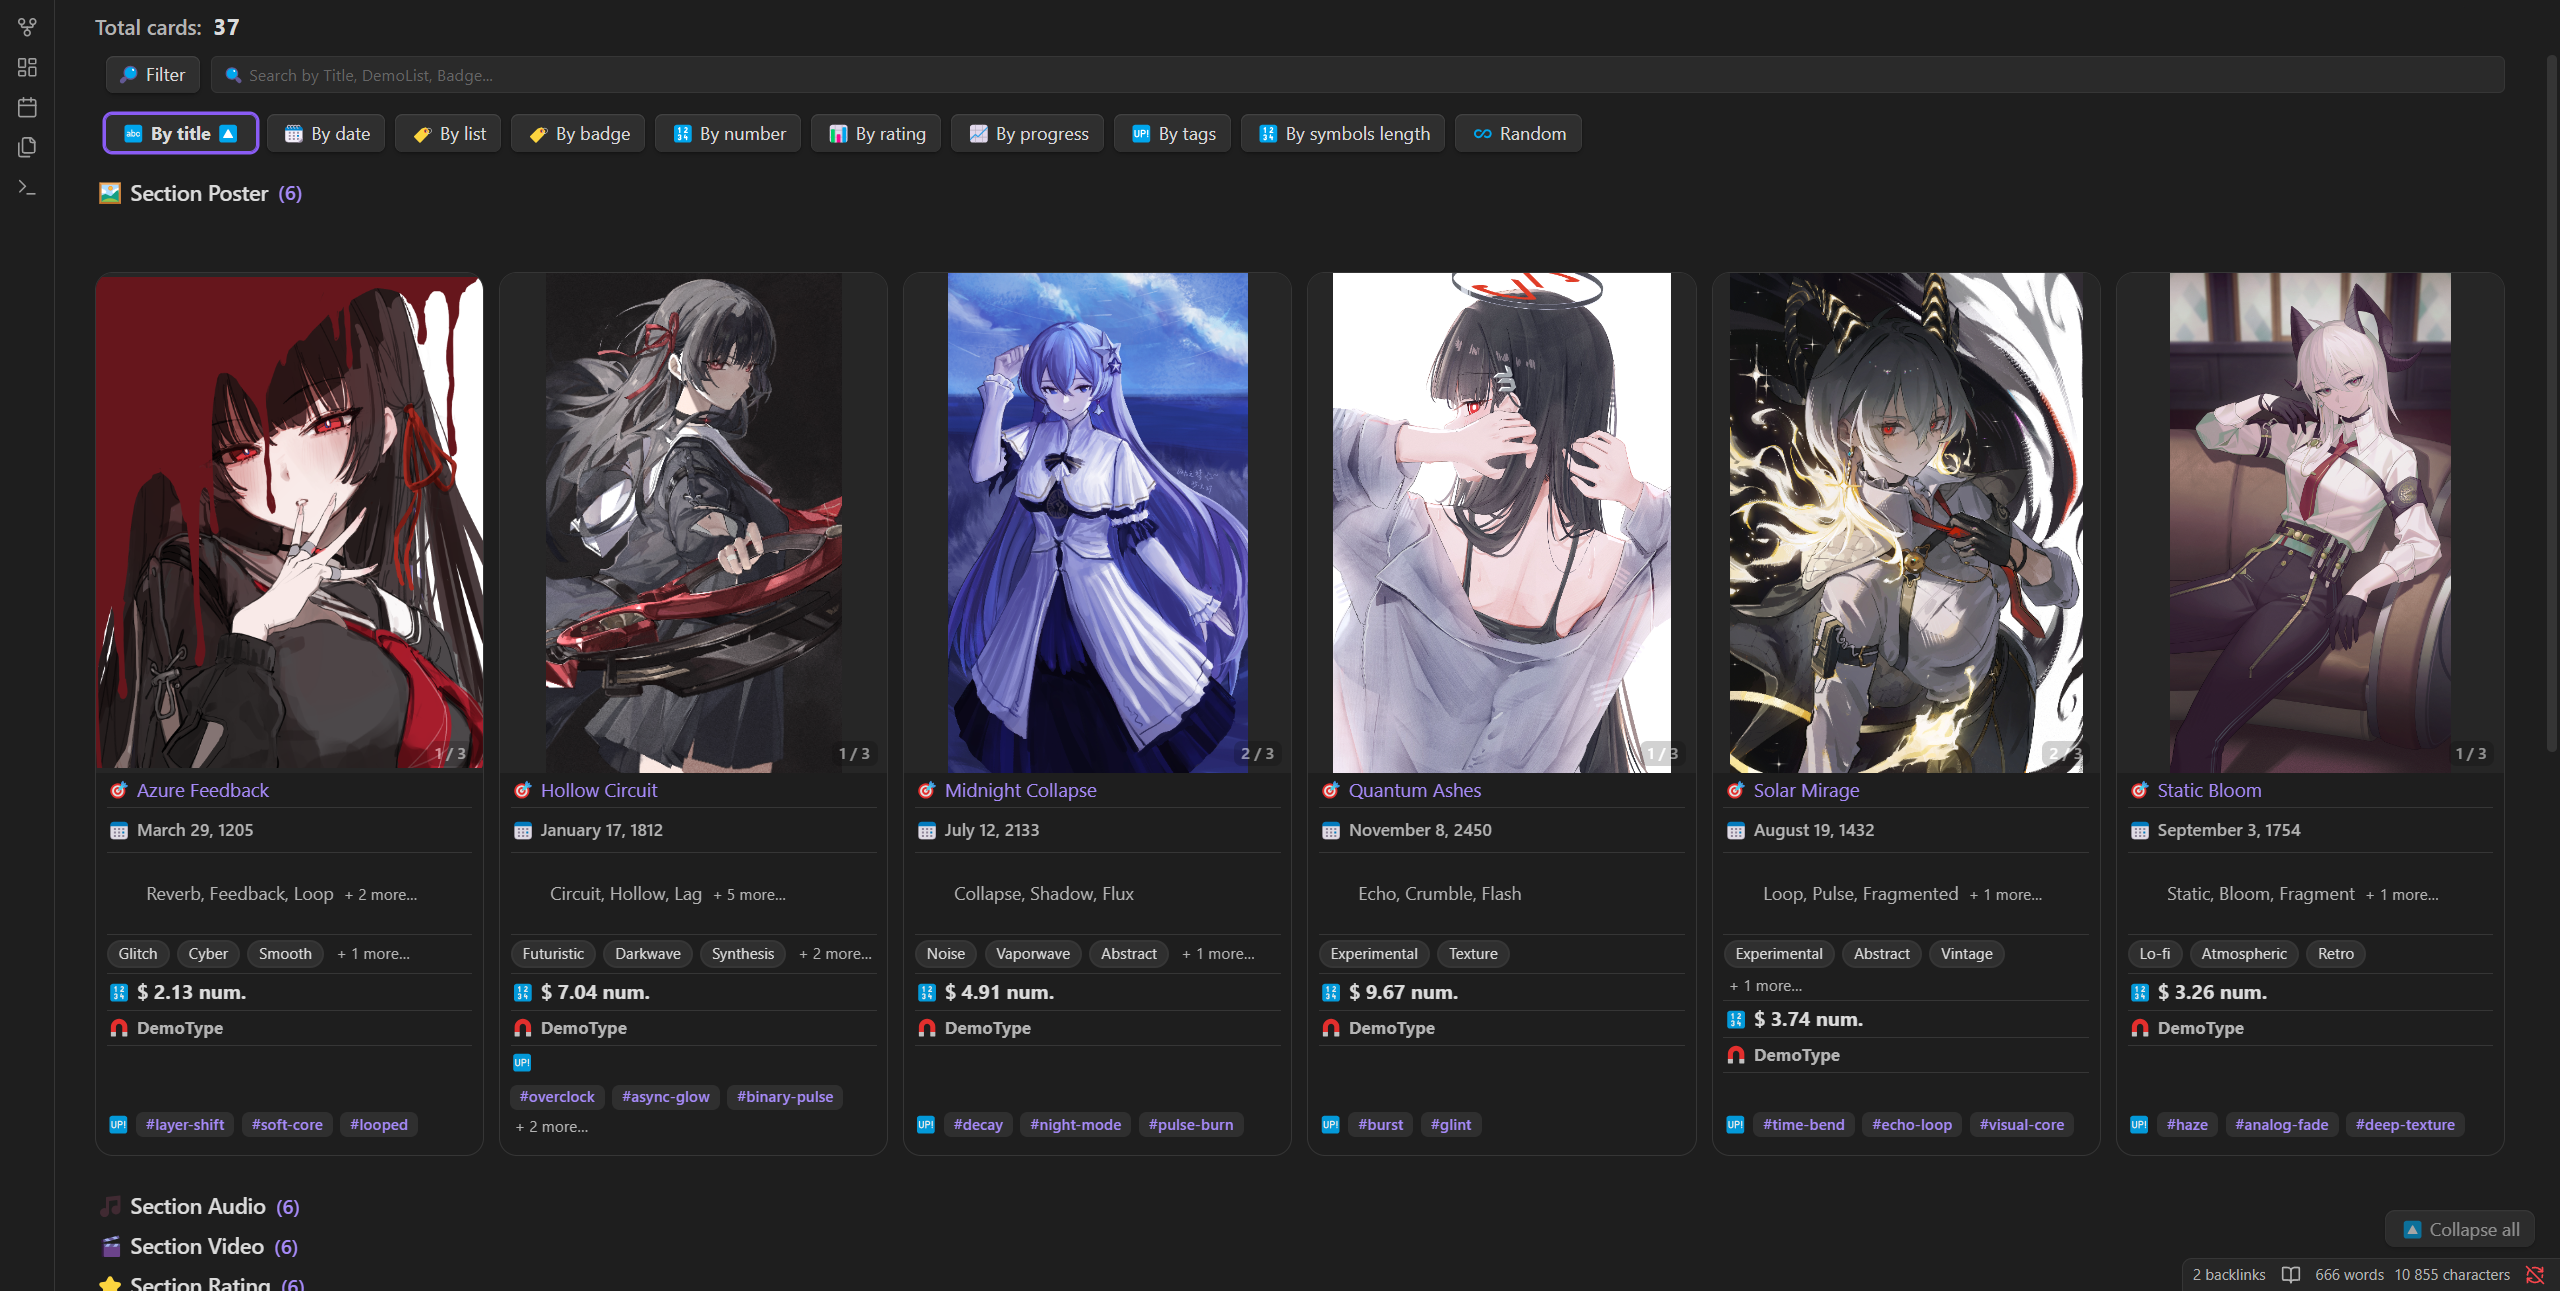 Total cards: 37
Filter
Search by Title, DemoList, Badge...
By title
By date
By list
By badge
By number
By rating
By progress
By tags
By symbols length
Random
Section Poster (6)
1 / 3
1 / 3
2 / 3
1 / 3
2 / 3
1 / 3
Azure Feedback
March 29, 1205
Reverb, Feedback, Loop + 2 more...
Glitch Cyber Smooth + 1 more...
$ 2.13 num.
DemoType
UP! #layer-shift #soft-core #looped
Hollow Circuit
January 17, 1812
Circuit, Hollow, Lag + 5 more...
Futuristic Darkwave Synthesis + 2 more...
$ 7.04 num.
DemoType
UP!
#overclock #async-glow #binary-pulse
+ 2 more...
Midnight Collapse
July 12, 2133
Collapse, Shadow, Flux
Noise Vaporwave Abstract + 1 more...
$ 4.91 num.
DemoType
UP! #decay #night-mode #pulse-burn
Quantum Ashes
November 8, 2450
Echo, Crumble, Flash
Experimental Texture
$ 9.67 num.
DemoType
UP! #burst #glint
Solar Mirage
August 19, 1432
Loop, Pulse, Fragmented + 1 more...
Experimental Abstract Vintage
+ 1 more...
$ 3.74 num.
DemoType
UP! #time-bend #echo-loop #visual-core
Static Bloom
September 3, 1754
Static, Bloom, Fragment + 1 more...
Lo-fi Atmospheric Retro
$ 3.26 num.
DemoType
UP! #haze #analog-fade #deep-texture
Section Audio (6)
Section Video (6)
Section Rating (6)
Collapse all
2 backlinks 666 words 10 855 characters